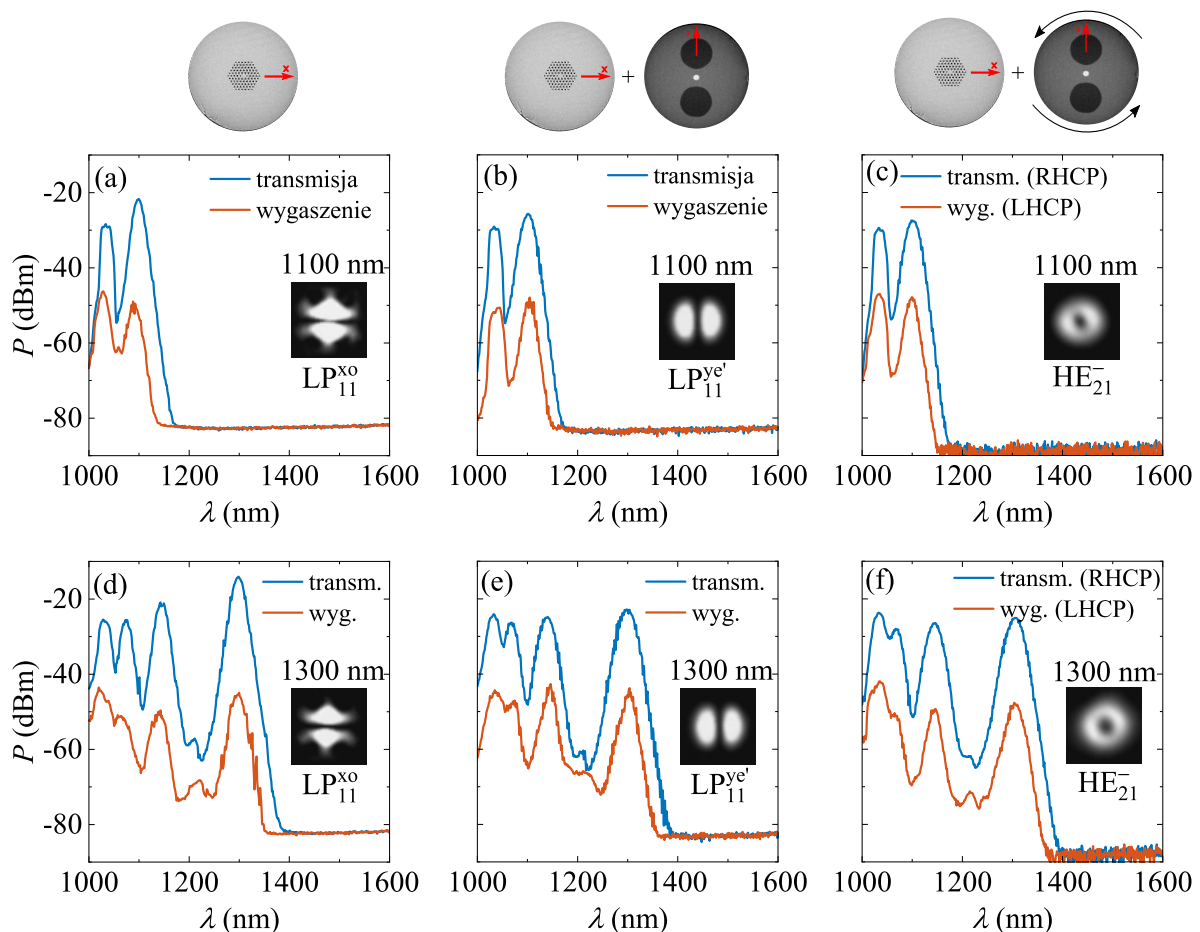 x
x
+
x
+
(a)
transmisja
wygaszenie
1100 nm
LP₁₁ˣᵒ
-20
-40
-60
-80
P (dBm)
1000 1200 1400 1600
λ (nm)
(b)
transmisja
wygaszenie
1100 nm
LP₁₁ʸᵉ'
1000 1200 1400 1600
λ (nm)
(c)
transm. (RHCP)
wyg. (LHCP)
1100 nm
HE₂₁⁻
1000 1200 1400 1600
λ (nm)
(d)
transm.
wyg.
1300 nm
LP₁₁ˣᵒ
-20
-40
-60
-80
P (dBm)
1000 1200 1400 1600
λ (nm)
(e)
transm.
wyg.
1300 nm
LP₁₁ʸᵉ'
1000 1200 1400 1600
λ (nm)
(f)
transm. (RHCP)
wyg. (LHCP)
1300 nm
HE₂₁⁻
1000 1200 1400 1600
λ (nm)